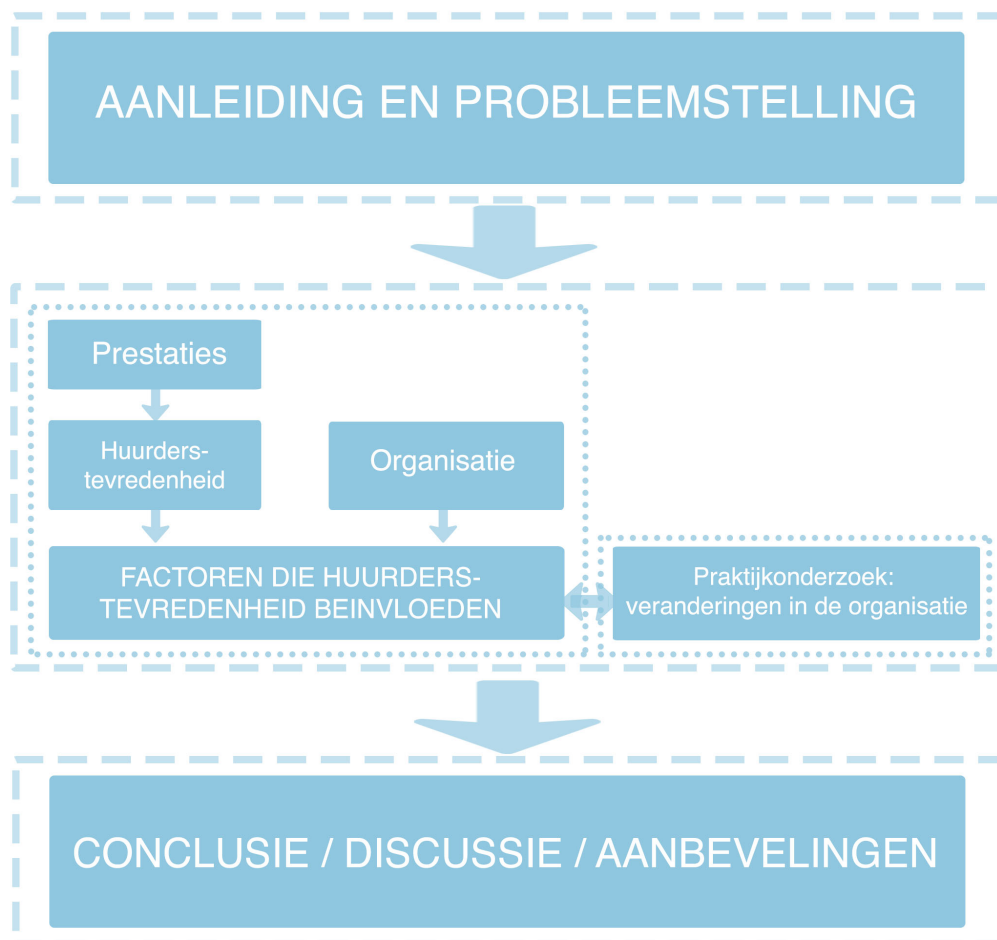 AANLEIDING EN PROBLEEMSTELLING
Prestaties
Huurders-
tevredenheid
Organisatie
FACTOREN DIE HUURDERS-
TEVREDENHEID BEINVLOEDEN
Praktijkonderzoek:
veranderingen in de organisatie
CONCLUSIE / DISCUSSIE / AANBEVELINGEN